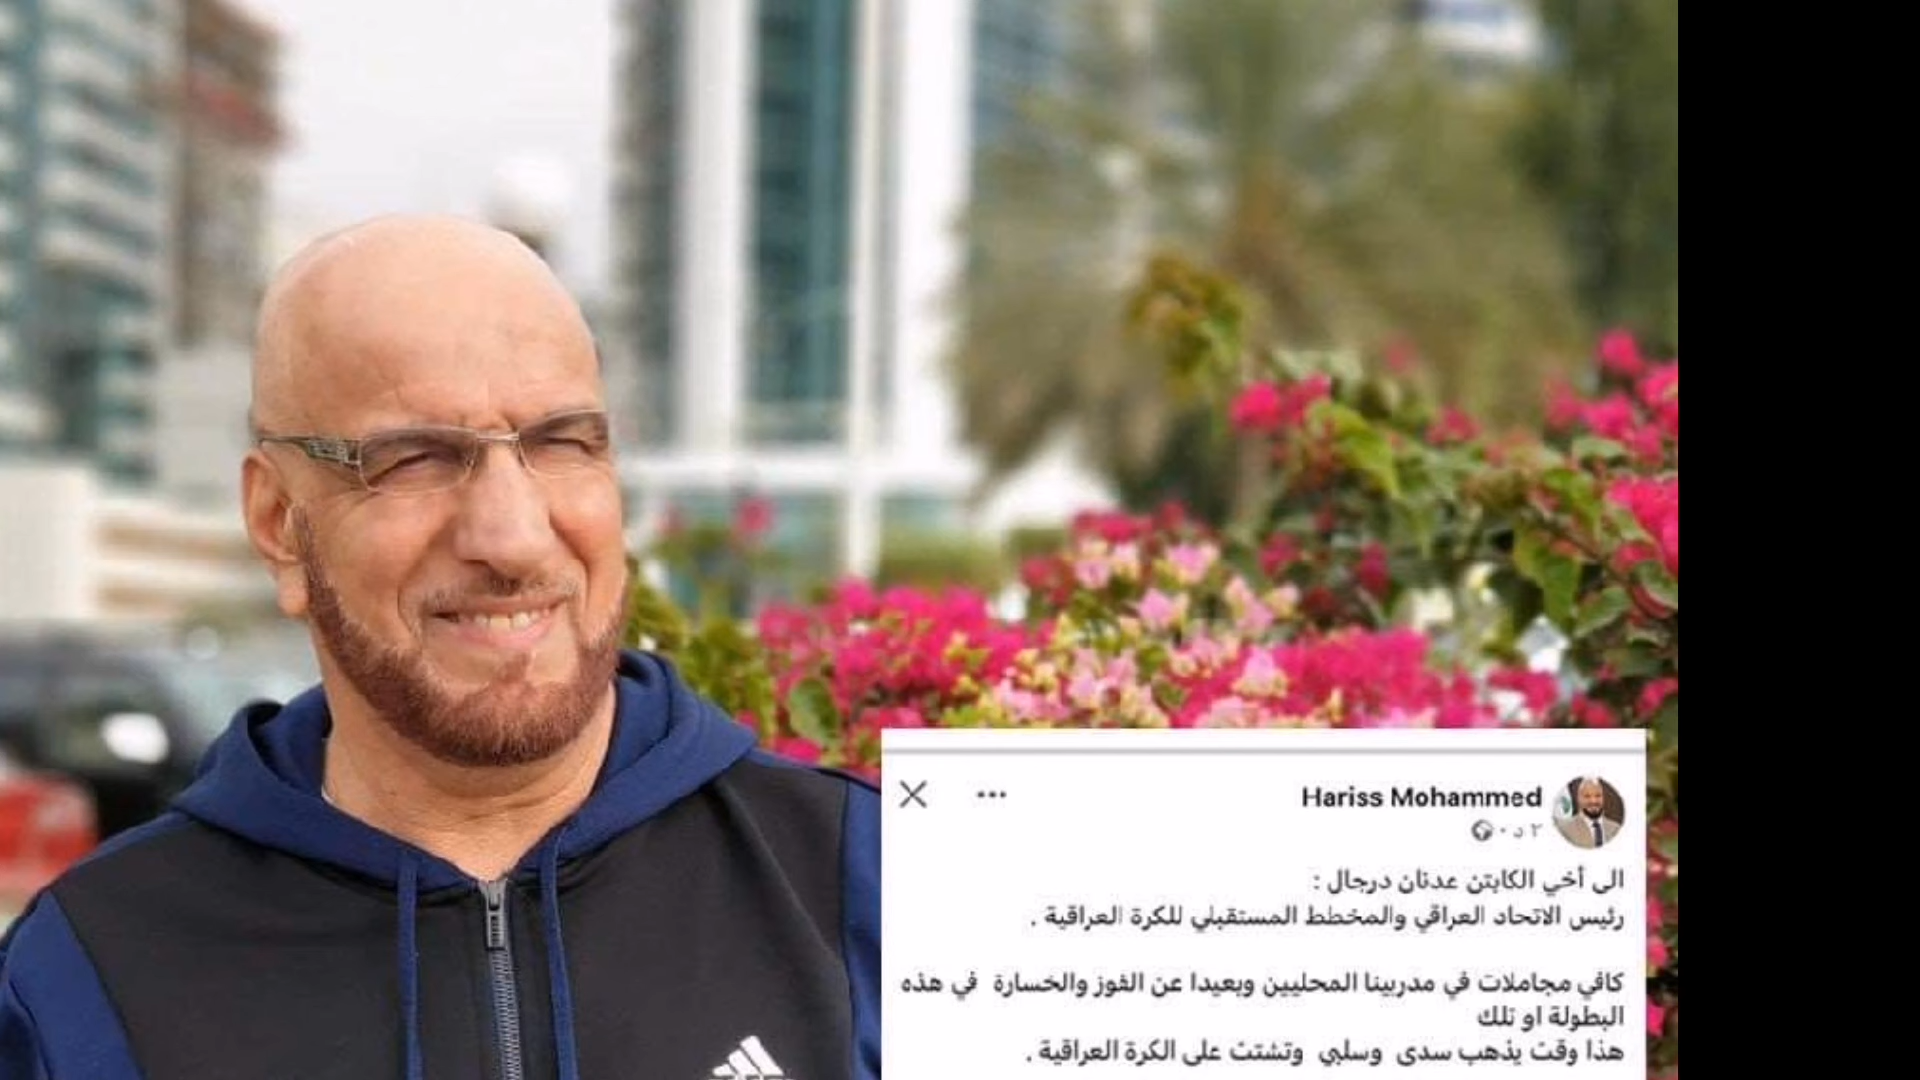 Hariss Mohammed
٢ د ·
الى أخي الكابتن عدنان درجال :
رئيس الاتحاد العراقي والمخطط المستقبلي للكرة العراقية .
كافي مجاملات في مدربينا المحليين وبعيدا عن الفوز والخسارة في هذه
البطولة او تلك
هذا وقت يذهب سدى وسلبي وتشتت على الكرة العراقية .